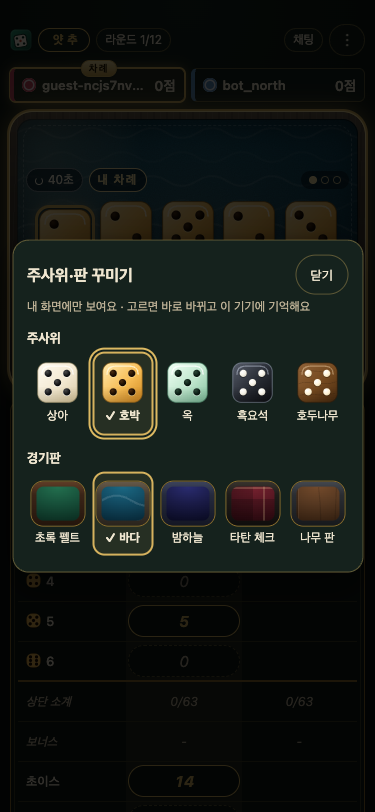 얏추 라운드 1/12 채팅
차례
guest-ncjs7nv... 0점 bot_north 0점
40초 내 차례
주사위·판 꾸미기 닫기
내 화면에만 보여요 · 고르면 바로 바뀌고 이 기기에 기억해요
주사위
상아 ✓ 호박 옥 흑요석 호두나무
경기판
초록 펠트 ✓ 바다 밤하늘 타탄 체크 나무 판
4 0
5 5
6 0
상단 소계 0/63 0/63
보너스 - -
초이스 14